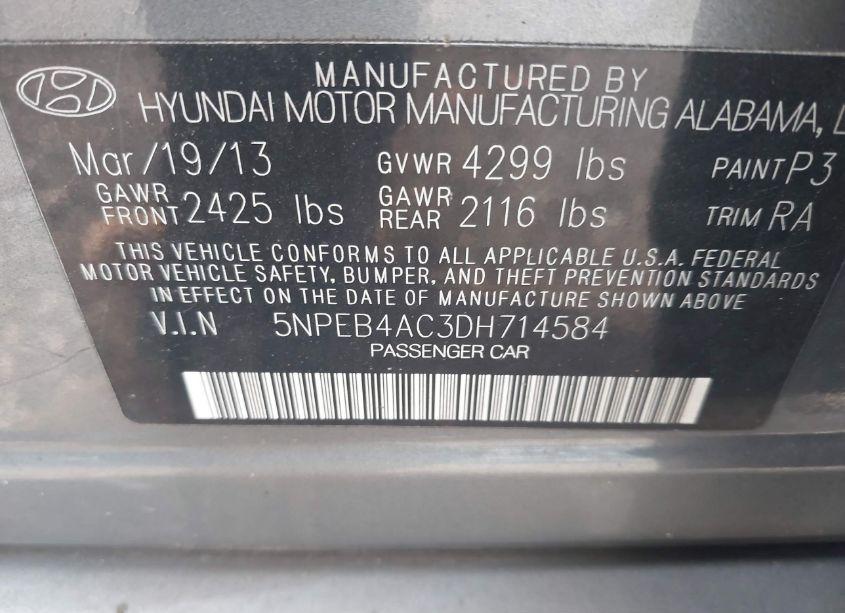 MANUFACTURED BY
HYUNDAI MOTOR MANUFACTURING ALABAMA, L
Mar/19/13 GVWR 4299 lbs PAINT P3
GAWR FRONT 2425 lbs GAWR REAR 2116 lbs TRIM RA
THIS VEHICLE CONFORMS TO ALL APPLICABLE U.S.A. FEDERAL
MOTOR VEHICLE SAFETY, BUMPER, AND THEFT PREVENTION STANDARDS
IN EFFECT ON THE DATE OF MANUFACTURE SHOWN ABOVE
V.I.N 5NPEB4AC3DH714584
PASSENGER CAR